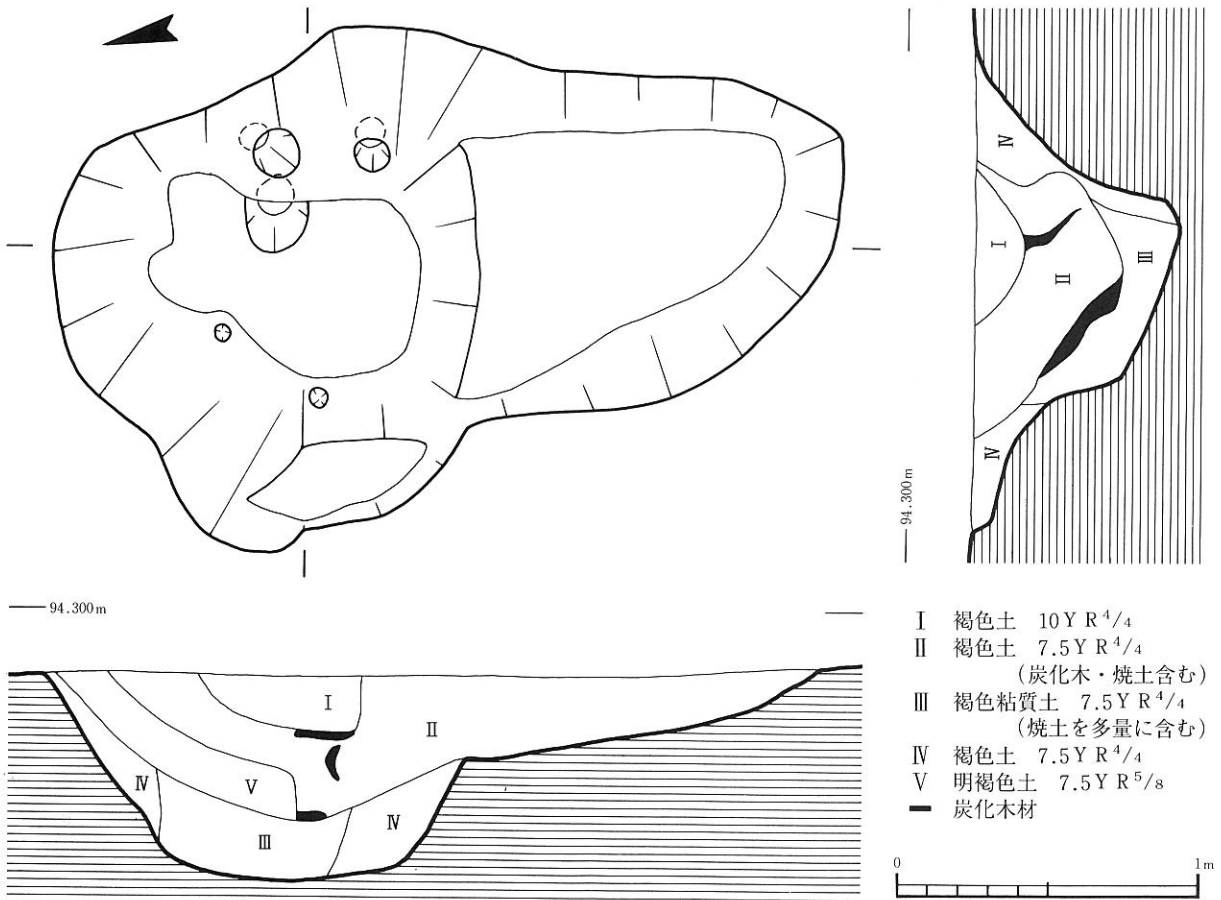 Ⅳ
Ⅰ
Ⅱ
Ⅲ
Ⅳ
94.300m
94.300m
Ⅰ
Ⅱ
Ⅳ
Ⅴ
Ⅲ
Ⅳ
Ⅰ 褐色土 10YR4/4
Ⅱ 褐色土 7.5YR4/4
(炭化木・焼土含む)
Ⅲ 褐色粘質土 7.5YR4/4
(焼土を多量に含む)
Ⅳ 褐色土 7.5YR4/4
Ⅴ 明褐色土 7.5YR5/8
炭化木材
0 1m